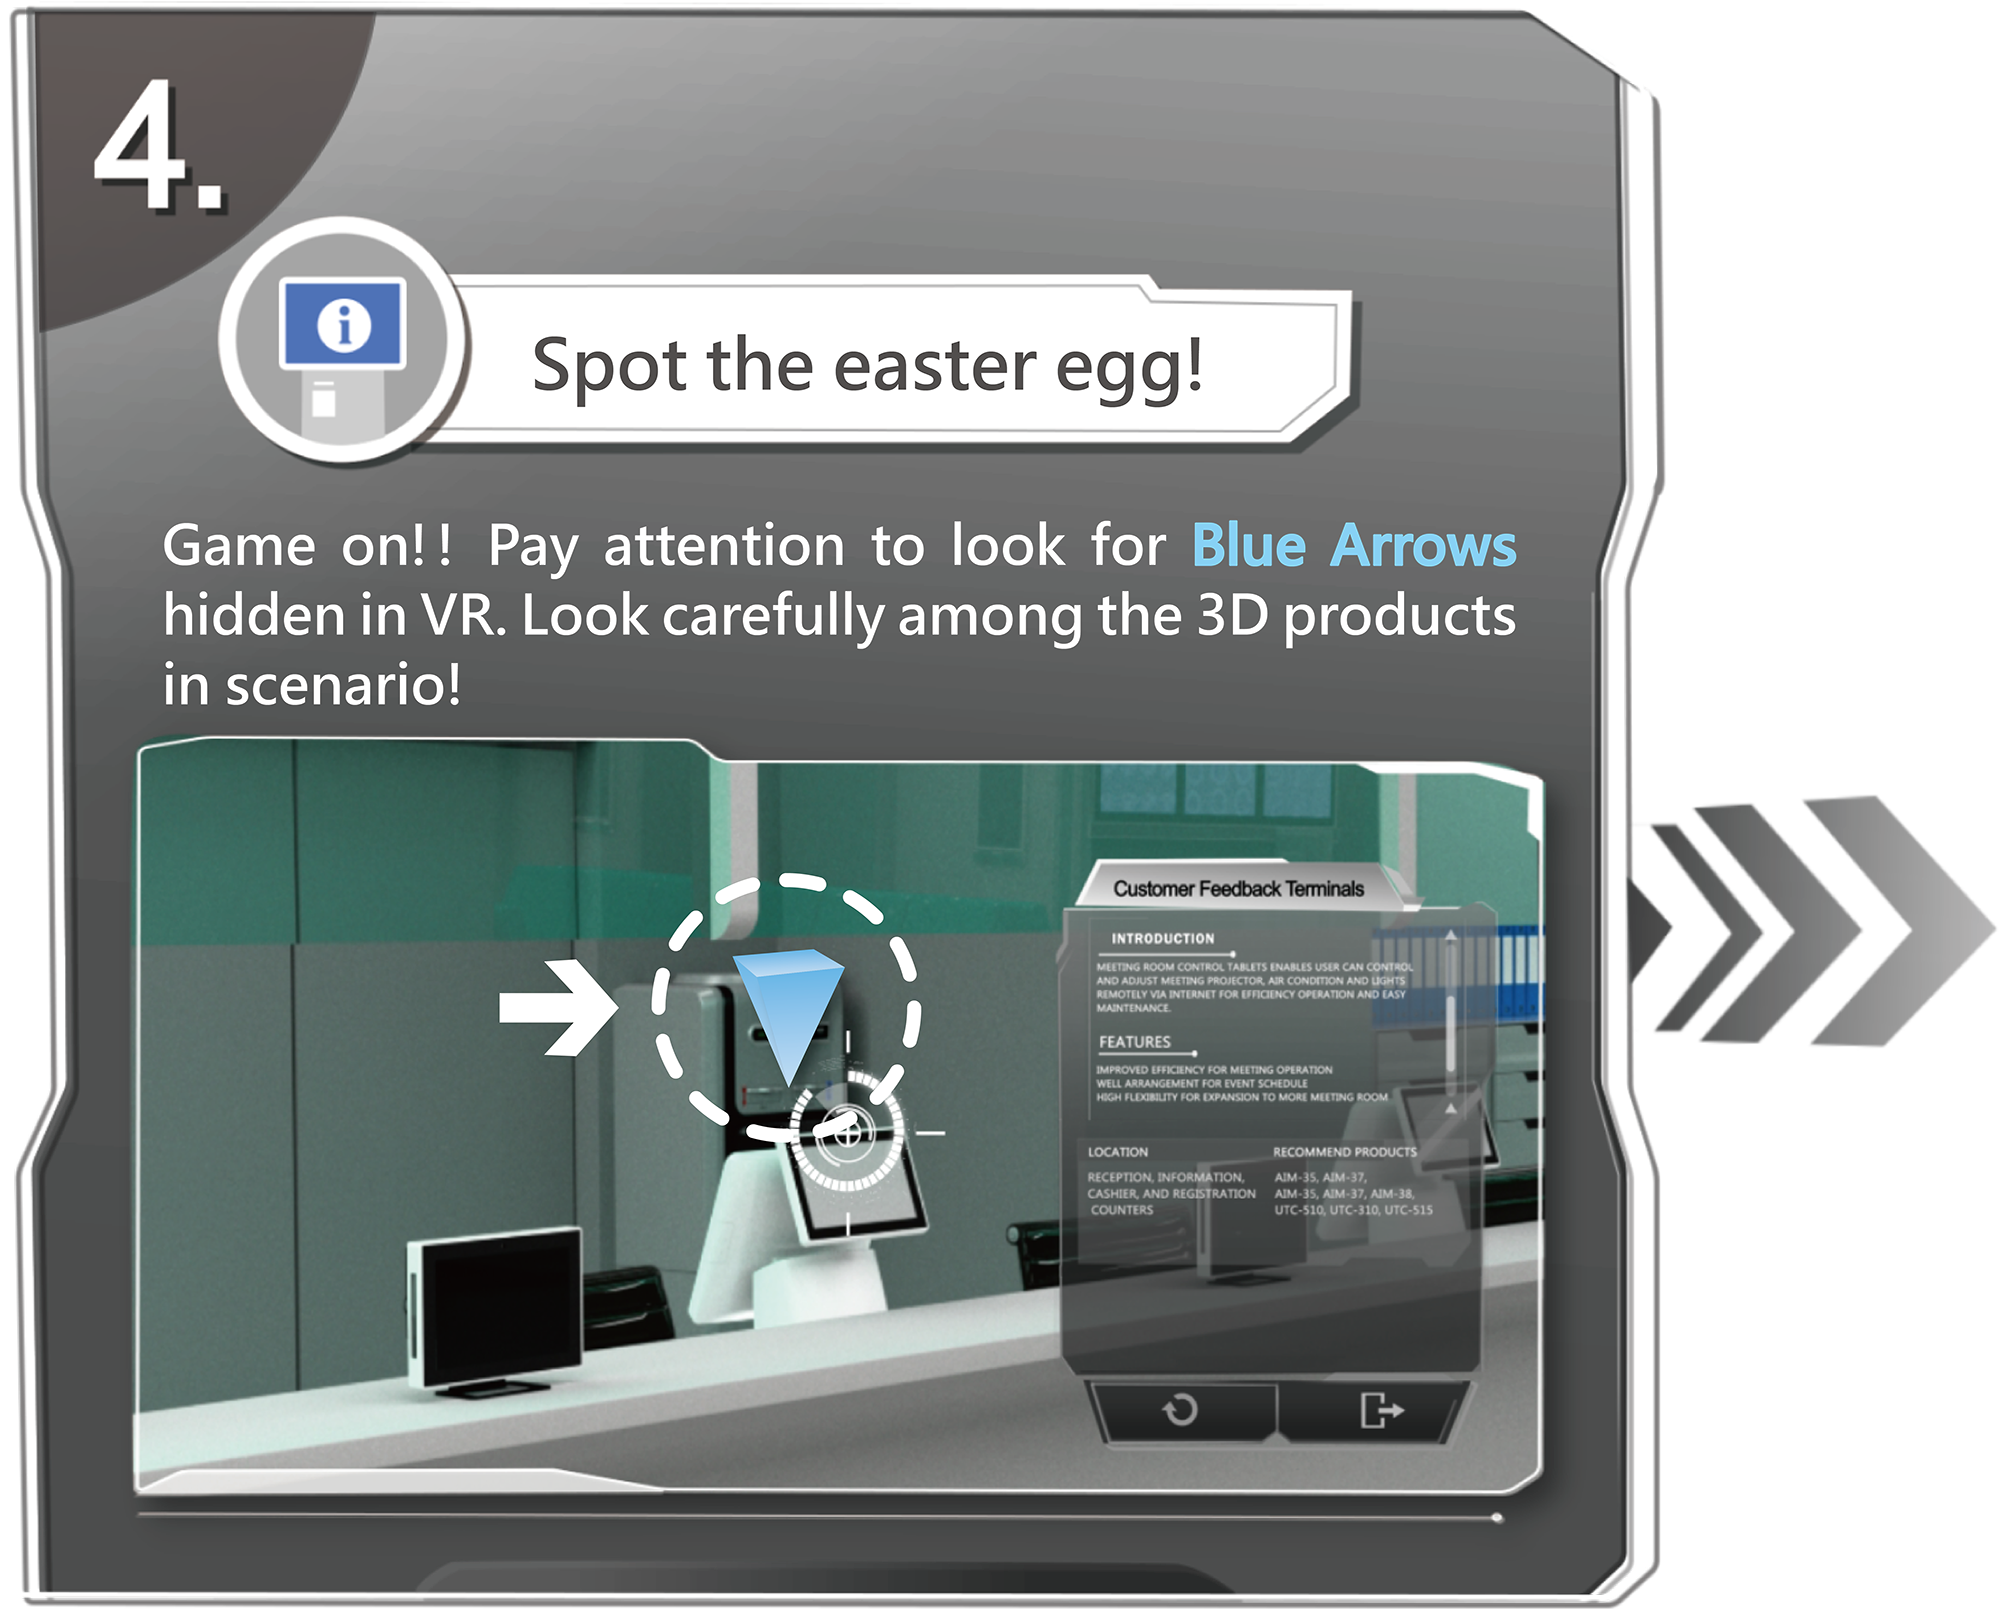 4.
Spot the easter egg!
Game on!! Pay attention to look for Blue Arrows
hidden in VR. Look carefully among the 3D products
in scenario!
Customer Feedback Terminals
INTRODUCTION
MEETING ROOM CONTROL TABLETS ENABLES USER CAN CONTROL
AND ADJUST MEETING PROJECTOR, AIR CONDITION AND LIGHTS
REMOTELY VIA INTERNET FOR EFFICIENCY OPERATION AND EASY
MAINTENANCE.
FEATURES
IMPROVED EFFICIENCY FOR MEETING OPERATION
WELL ARRANGEMENT FOR EVENT SCHEDULE
HIGH FLEXIBILITY FOR EXPANSION TO MORE MEETING ROOM
LOCATION
RECEPTION, INFORMATION,
CASHIER, AND REGISTRATION
COUNTERS
RECOMMEND PRODUCTS
AIM-35, AIM-37,
AIM-35, AIM-37, AIM-38,
UTC-510, UTC-310, UTC-515